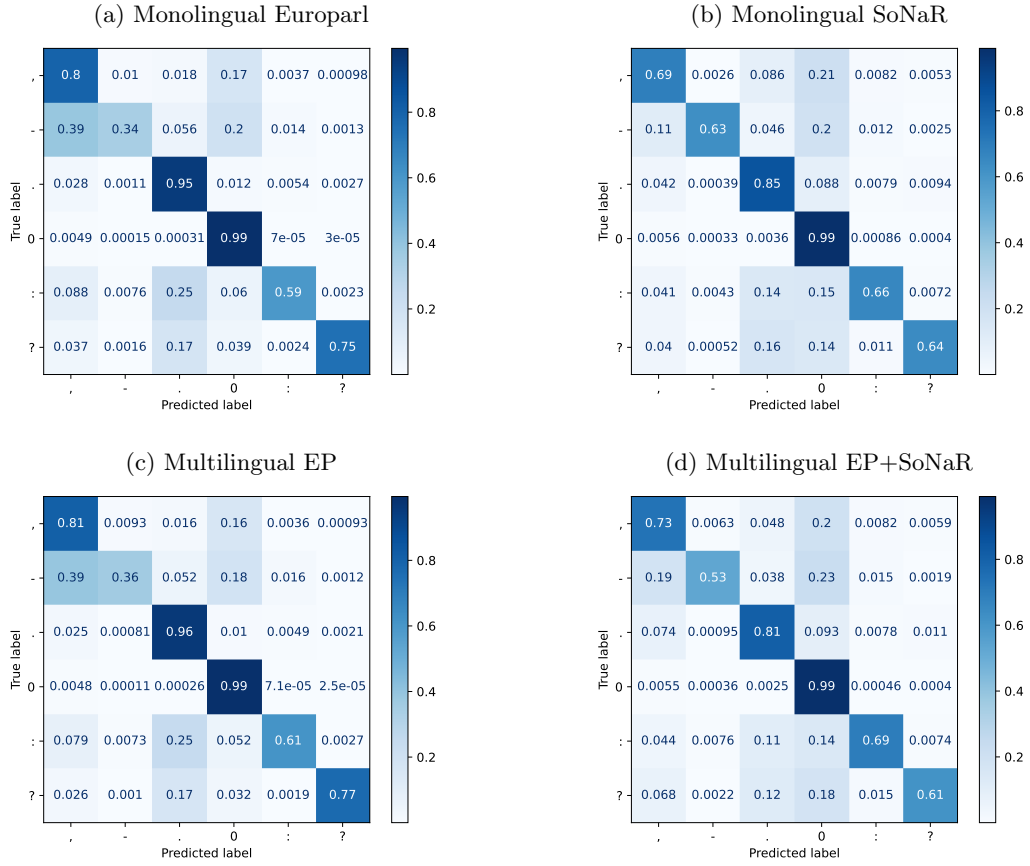 (a) Monolingual Europarl
True label
, 0.8 0.01 0.018 0.17 0.0037 0.00098
- 0.39 0.34 0.056 0.2 0.014 0.0013
. 0.028 0.0011 0.95 0.012 0.0054 0.0027
0 0.0049 0.00015 0.00031 0.99 7e-05 3e-05
: 0.088 0.0076 0.25 0.06 0.59 0.0023
? 0.037 0.0016 0.17 0.039 0.0024 0.75
, - . 0 : ?
Predicted label
0.8
0.6
0.4
0.2
(b) Monolingual SoNaR
True label
, 0.69 0.0026 0.086 0.21 0.0082 0.0053
- 0.11 0.63 0.046 0.2 0.012 0.0025
. 0.042 0.00039 0.85 0.088 0.0079 0.0094
0 0.0056 0.00033 0.0036 0.99 0.00086 0.0004
: 0.041 0.0043 0.14 0.15 0.66 0.0072
? 0.04 0.00052 0.16 0.14 0.011 0.64
, - . 0 : ?
Predicted label
0.8
0.6
0.4
0.2
(c) Multilingual EP
True label
, 0.81 0.0093 0.016 0.16 0.0036 0.00093
- 0.39 0.36 0.052 0.18 0.016 0.0012
. 0.025 0.00081 0.96 0.01 0.0049 0.0021
0 0.0048 0.00011 0.00026 0.99 7.1e-05 2.5e-05
: 0.079 0.0073 0.25 0.052 0.61 0.0027
? 0.026 0.001 0.17 0.032 0.0019 0.77
, - . 0 : ?
Predicted label
0.8
0.6
0.4
0.2
(d) Multilingual EP+SoNaR
True label
, 0.73 0.0063 0.048 0.2 0.0082 0.0059
- 0.19 0.53 0.038 0.23 0.015 0.0019
. 0.074 0.00095 0.81 0.093 0.0078 0.011
0 0.0055 0.00036 0.0025 0.99 0.00046 0.0004
: 0.044 0.0076 0.11 0.14 0.69 0.0074
? 0.068 0.0022 0.12 0.18 0.015 0.61
, - . 0 : ?
Predicted label
0.8
0.6
0.4
0.2